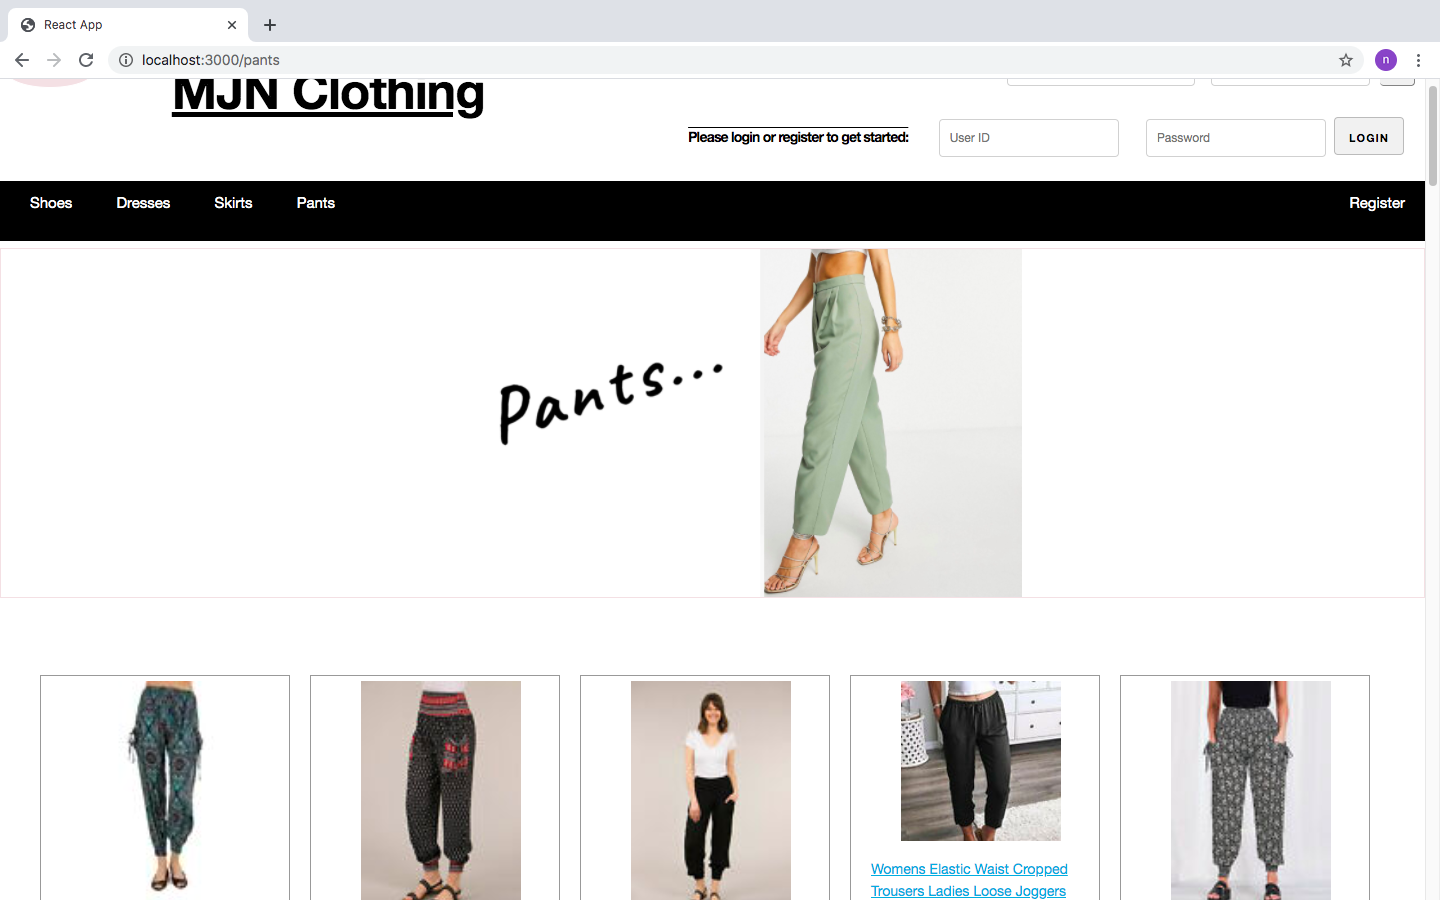 React App
localhost:3000/pants
n
MJN Clothing
Please login or register to get started:
User ID
Password
LOGIN
Shoes
Dresses
Skirts
Pants
Register
Pants...
Womens Elastic Waist Cropped
Trousers Ladies Loose Joggers